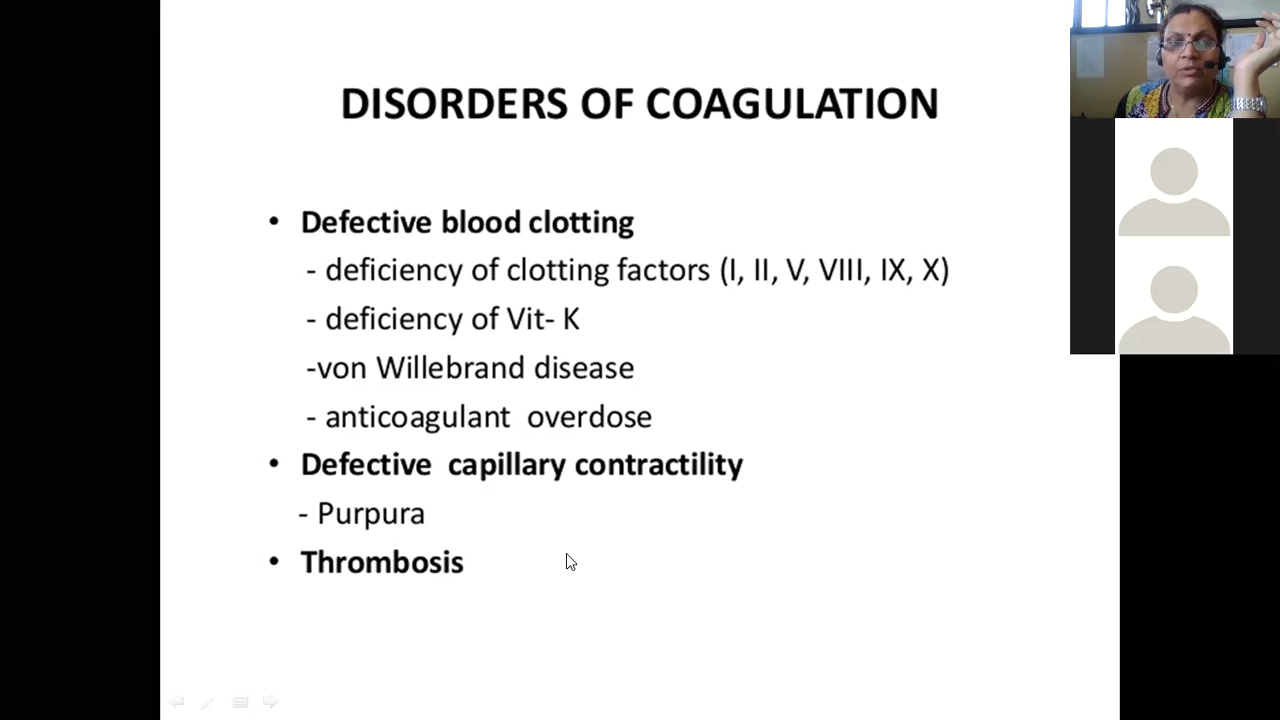 DISORDERS OF COAGULATION
• Defective blood clotting
- deficiency of clotting factors (I, II, V, VIII, IX, X)
- deficiency of Vit- K
-von Willebrand disease
- anticoagulant  overdose
• Defective  capillary contractility
- Purpura
• Thrombosis